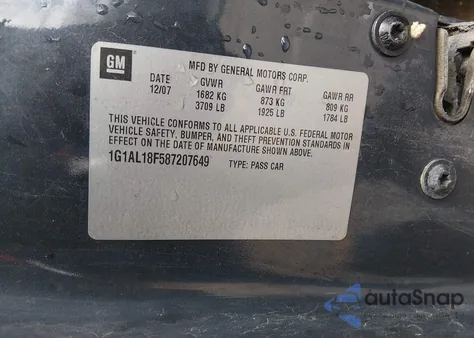 GM
MFD BY GENERAL MOTORS CORP.
DATE GVWR GAWR FRT GAWR RR
12/07 1682 KG 873 KG 809 KG
3709 LB 1925 LB 1784 LB
THIS VEHICLE CONFORMS TO ALL APPLICABLE U.S. FEDERAL MOTOR
VEHICLE SAFETY, BUMPER, AND THEFT PREVENTION STANDARDS IN
EFFECT ON THE DATE OF MANUFACTURE SHOWN ABOVE.
1G1AL18F587207649 TYPE: PASS CAR
autoSnap